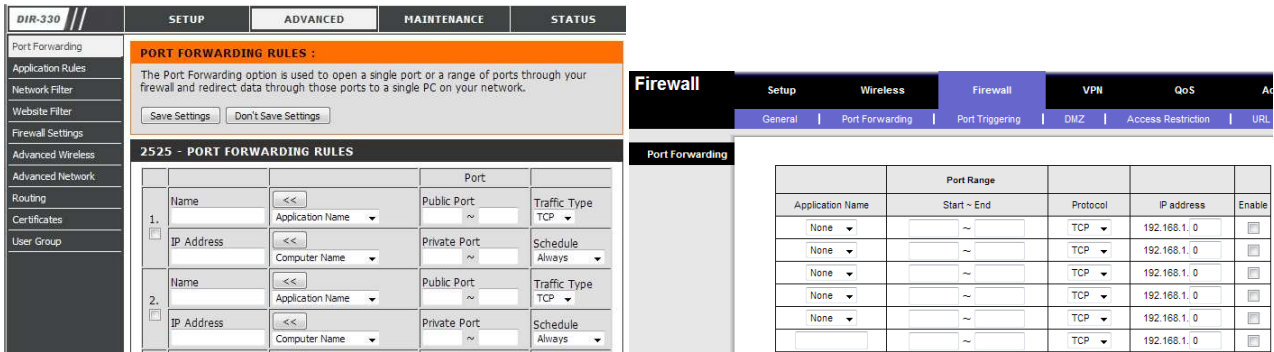 DIR-330 SETUP ADVANCED MAINTENANCE STATUS
Port Forwarding
Application Rules
Network Filter
Website Filter
Firewall Settings
Advanced Wireless
Advanced Network
Routing
Certificates
User Group
PORT FORWARDING RULES :
The Port Forwarding option is used to open a single port or a range of ports through your
firewall and redirect data through those ports to a single PC on your network.
Save Settings Don't Save Settings
2525 - PORT FORWARDING RULES
Port
Name << Public Port Traffic Type
1. Application Name ~ TCP
IP Address << Private Port Schedule
Computer Name ~ Always
Name << Public Port Traffic Type
2. Application Name ~ TCP
IP Address << Private Port Schedule
Computer Name ~ Always
Firewall Setup Wireless Firewall VPN QoS Ac
General | Port Forwarding | Port Triggering | DMZ | Access Restriction | URL
Port Forwarding
Port Range
Application Name Start ~ End Protocol IP address Enable
None ~ TCP 192.168.1. 0
None ~ TCP 192.168.1. 0
None ~ TCP 192.168.1. 0
None ~ TCP 192.168.1. 0
None ~ TCP 192.168.1. 0
~ TCP 192.168.1. 0